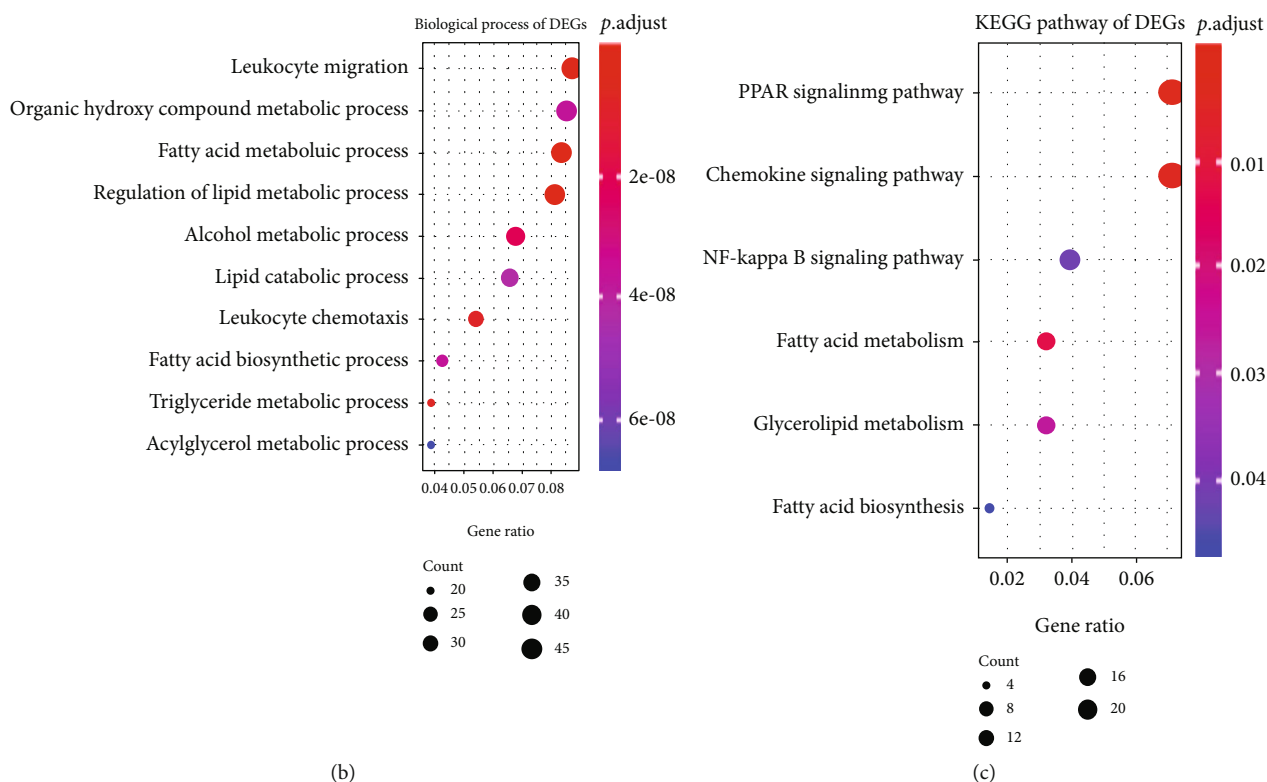 Biological process of DEGs
p.adjust
Leukocyte migration
Organic hydroxy compound metabolic process
Fatty acid metaboluic process
Regulation of lipid metabolic process
Alcohol metabolic process
Lipid catabolic process
Leukocyte chemotaxis
Fatty acid biosynthetic process
Triglyceride metabolic process
Acylglycerol metabolic process
2e-08
4e-08
6e-08
0.04 0.05 0.06 0.07 0.08
Gene ratio
Count
20
25
30
35
40
45
(b)
KEGG pathway of DEGs
p.adjust
PPAR signalinmg pathway
Chemokine signaling pathway
NF-kappa B signaling pathway
Fatty acid metabolism
Glycerolipid metabolism
Fatty acid biosynthesis
0.01
0.02
0.03
0.04
0.02 0.04 0.06
Gene ratio
Count
4
8
12
16
20
(c)